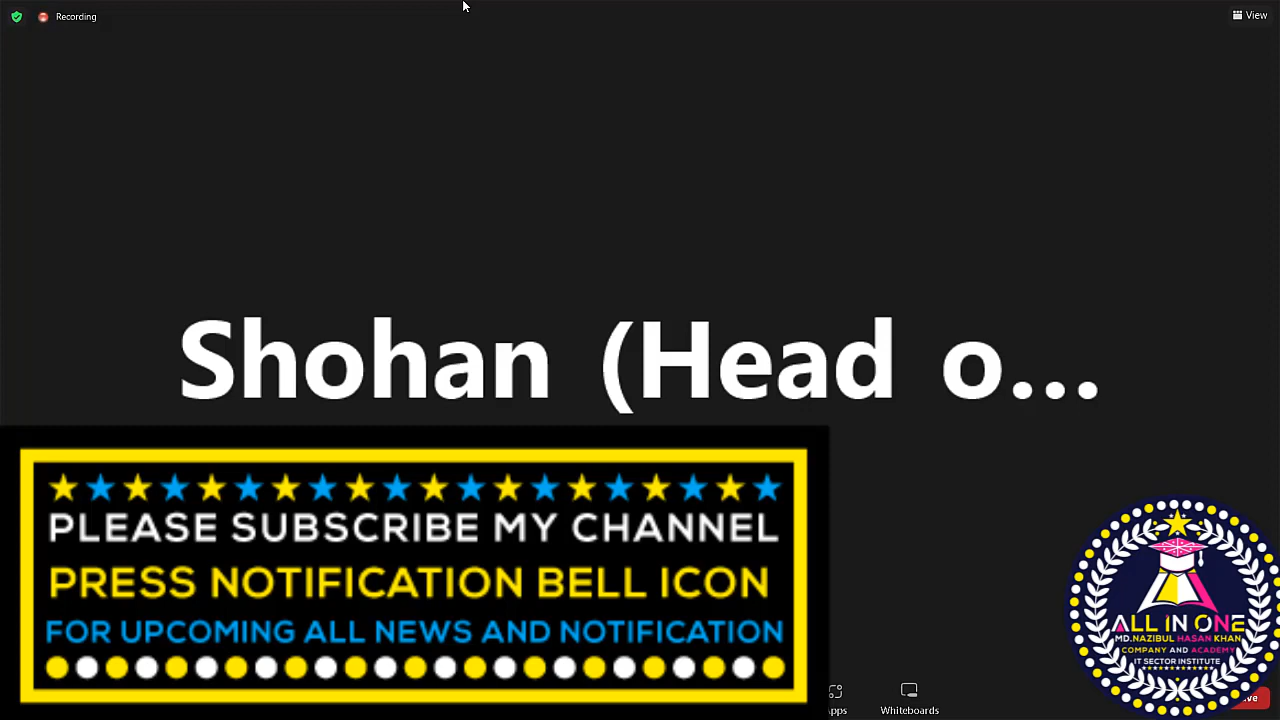 Recording
View
Shohan (Head o...
PLEASE SUBSCRIBE MY CHANNEL
PRESS NOTIFICATION BELL ICON
FOR UPCOMING ALL NEWS AND NOTIFICATION
ALL IN ONE
MD.NAZIBUL HASAN KHAN
COMPANY AND ACADEMY
IT SECTOR INSTITUTE
Whiteboards